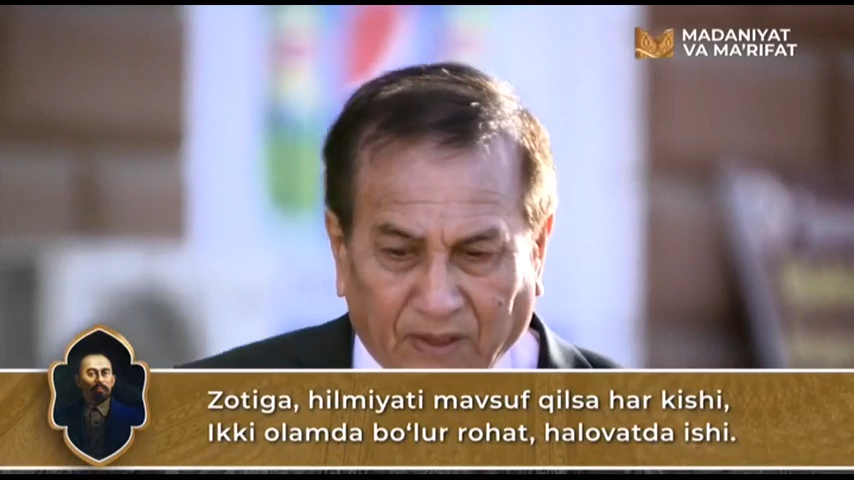 MADANIYAT
VA MA’RIFAT
Zotiga, hilmiyati mavsuf qilsa har kishi,
Ikki olamda bo‘lur rohat, halovatda ishi.